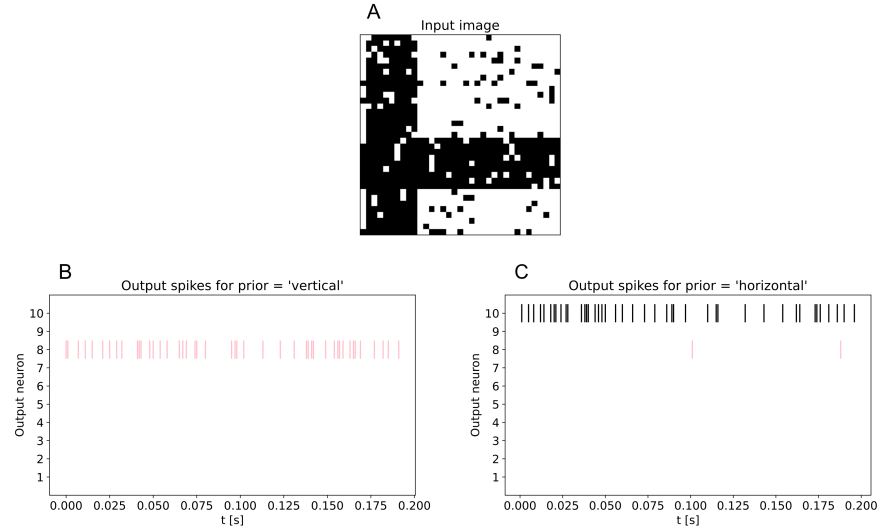 A
Input image
B
Output spikes for prior = 'vertical'
Output neuron
10
9
8
7
6
5
4
3
2
1
0.000 0.025 0.050 0.075 0.100 0.125 0.150 0.175 0.200
t [s]
C
Output spikes for prior = 'horizontal'
Output neuron
10
9
8
7
6
5
4
3
2
1
0.000 0.025 0.050 0.075 0.100 0.125 0.150 0.175 0.200
t [s]